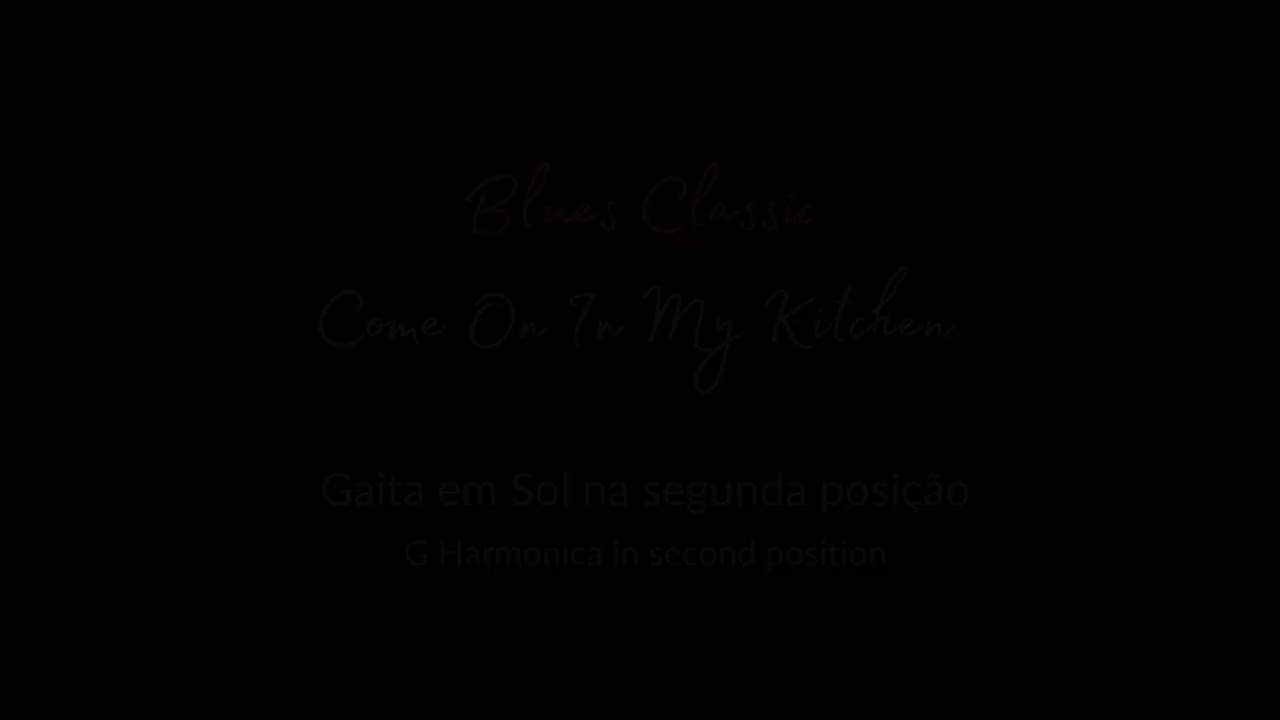 Blues Classic
Come On In My Kitchen
Gaita em Sol na segunda posição
G Harmonica in second position